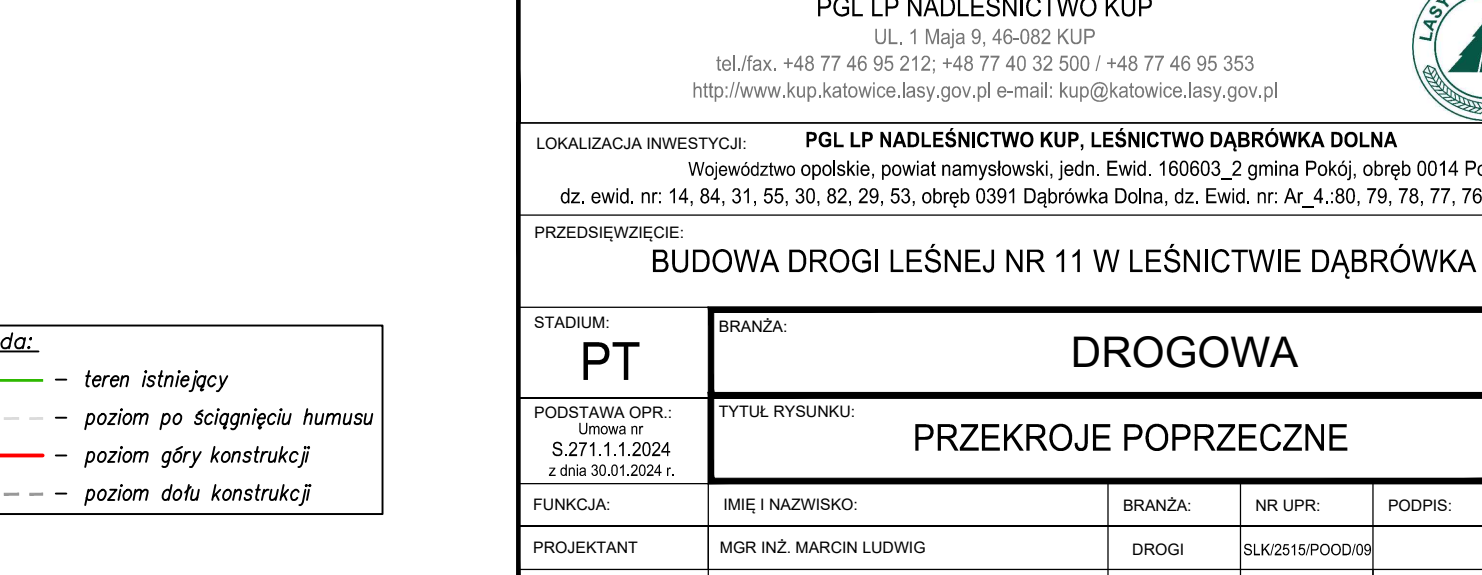 PGL LP NADLEŚNICTWO KUP
UL. 1 Maja 9, 46-082 KUP
tel./fax. +48 77 46 95 212; +48 77 40 32 500 / +48 77 46 95 353
http://www.kup.katowice.lasy.gov.pl e-mail: kup@katowice.lasy.gov.pl
LASY
LOKALIZACJA INWESTYCJI: PGL LP NADLEŚNICTWO KUP, LEŚNICTWO DĄBRÓWKA DOLNA
Województwo opolskie, powiat namysłowski, jedn. Ewid. 160603_2 gmina Pokój, obręb 0014
dz. ewid. nr: 14, 84, 31, 55, 30, 82, 29, 53, obręb 0391 Dąbrówka Dolna, dz. Ewid. nr: Ar_4.:80, 79, 78, 77, 76
PRZEDSIĘWZIĘCIE:
BUDOWA DROGI LEŚNEJ NR 11 W LEŚNICTWIE DĄBRÓWKA
STADIUM:
PT
BRANŻA:
DROGOWA
PODSTAWA OPR.:
Umowa nr
S.271.1.1.2024
z dnia 30.01.2024 r.
TYTUŁ RYSUNKU:
PRZEKROJE POPRZECZNE
FUNKCJA: IMIĘ I NAZWISKO: BRANŻA: NR UPR: PODPIS:
PROJEKTANT MGR INŻ. MARCIN LUDWIG DROGI SLK/2515/POOD/09
da:
– teren istniejący
– poziom po ściągnięciu humusu
– poziom góry konstrukcji
– poziom dołu konstrukcji